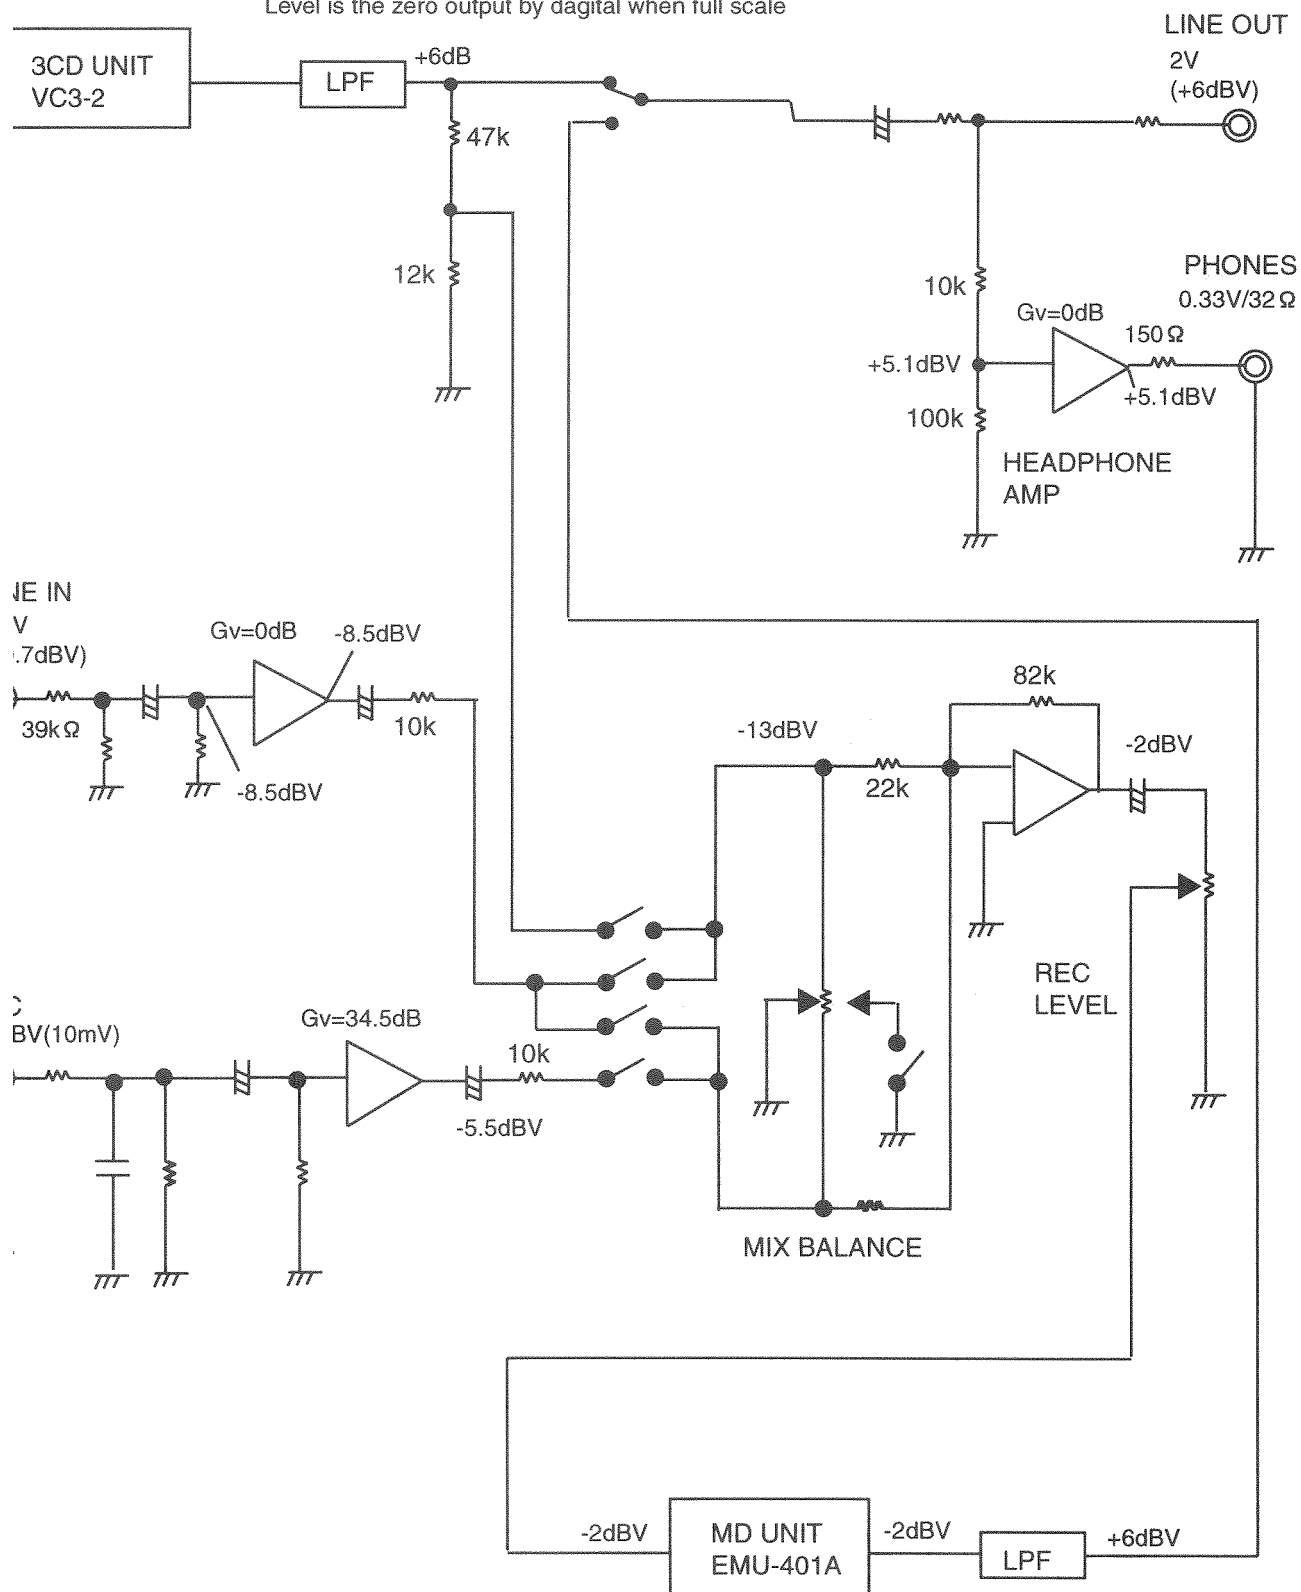 Level is the zero output by dagital when full scale
LINE OUT
2V
(+6dBV)
3CD UNIT
VC3-2
LPF
+6dB
47k
12k
10k
PHONES
0.33V/32Ω
Gv=0dB
150Ω
+5.1dBV
+5.1dBV
100k
HEADPHONE
AMP
NE IN
V
.7dBV)
Gv=0dB
-8.5dBV
39kΩ
10k
-8.5dBV
82k
-13dBV
-2dBV
22k
REC
LEVEL
C
BV(10mV)
Gv=34.5dB
10k
-5.5dBV
MIX BALANCE
-2dBV
MD UNIT
EMU-401A
-2dBV
LPF
+6dBV